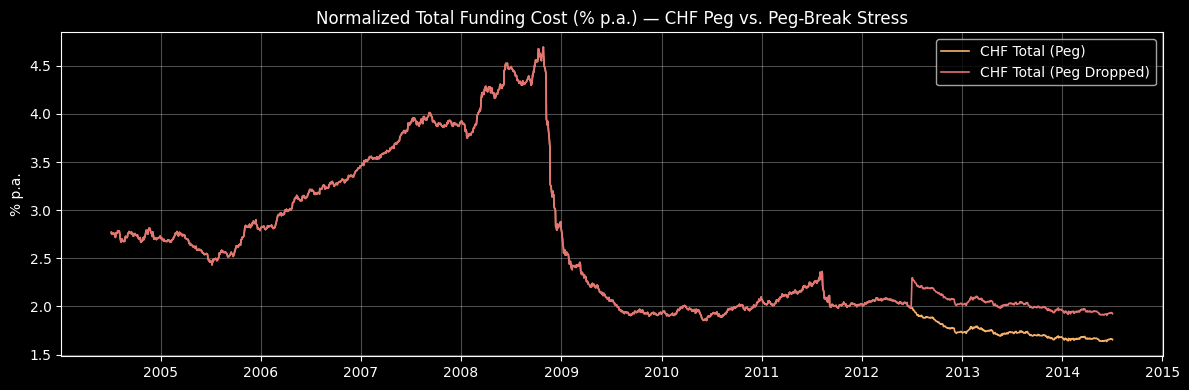 Normalized Total Funding Cost (% p.a.) — CHF Peg vs. Peg-Break Stress
CHF Total (Peg)
CHF Total (Peg Dropped)
% p.a.
4.5
4.0
3.5
3.0
2.5
2.0
1.5
2005 2006 2007 2008 2009 2010 2011 2012 2013 2014 2015